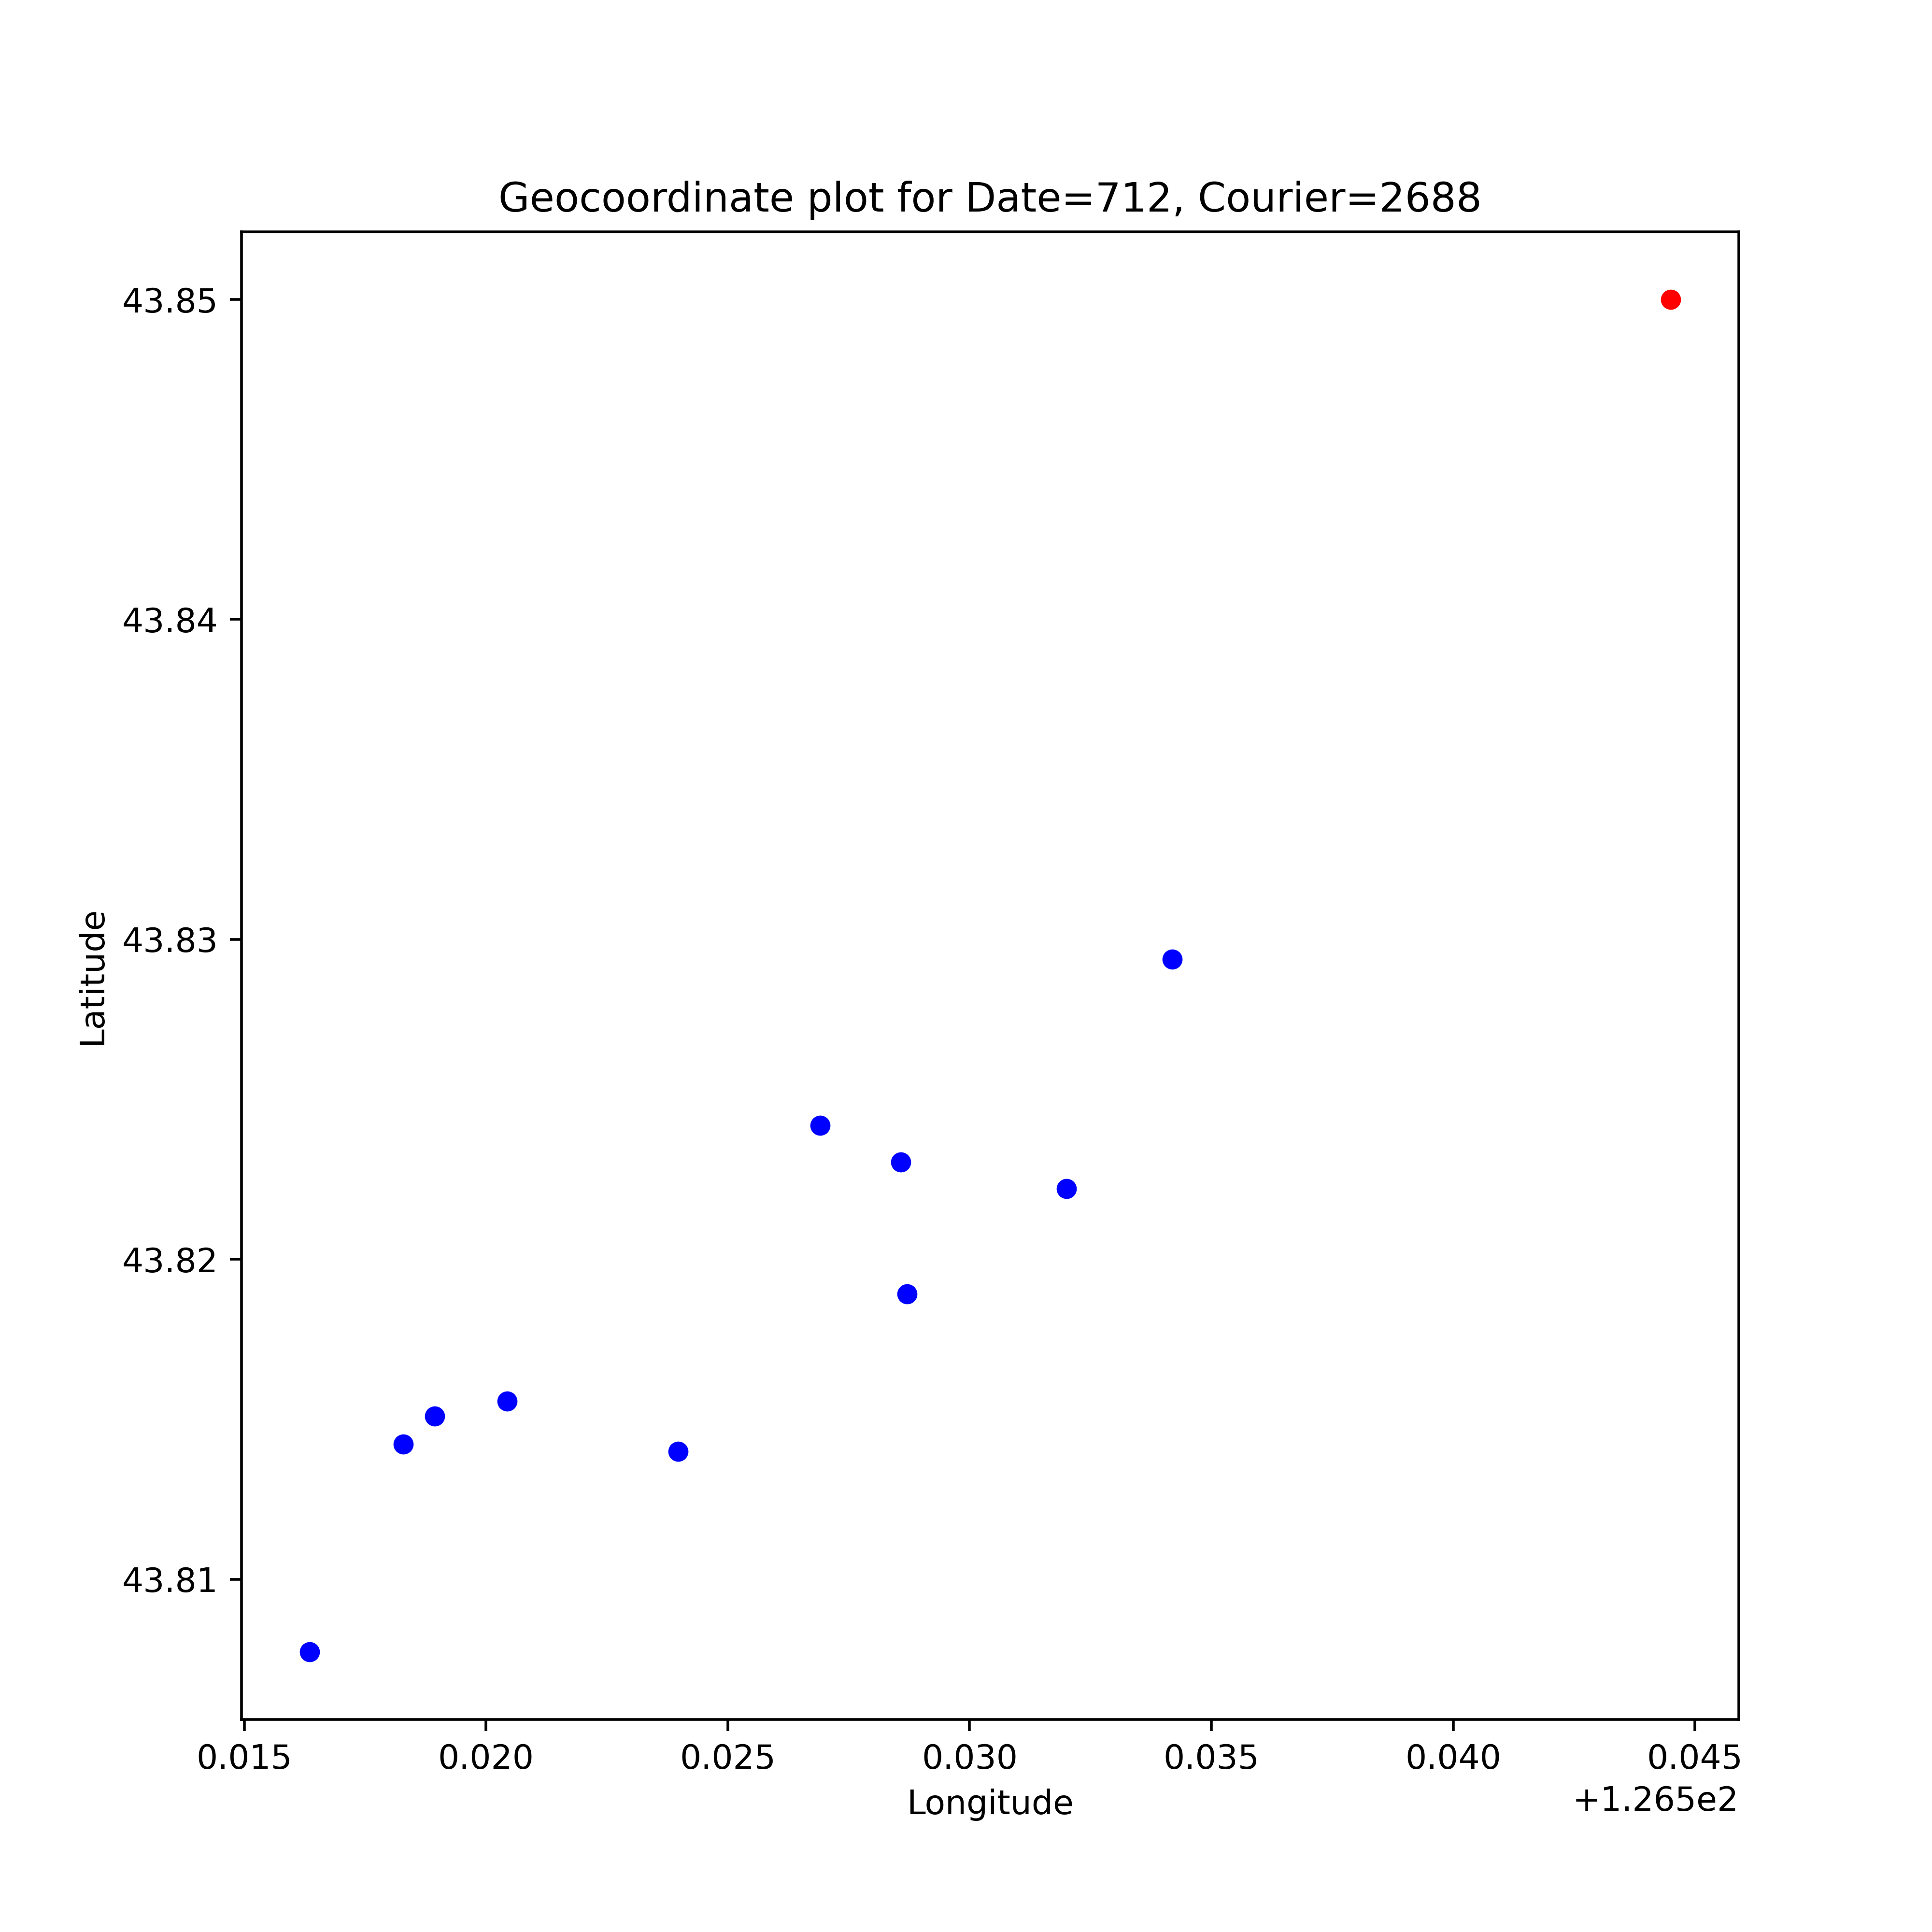 Geocoordinate plot for Date=712, Courier=2688
43.85
43.84
43.83
43.82
43.81
Latitude
0.015 0.020 0.025 0.030 0.035 0.040 0.045
Longitude
+1.265e2